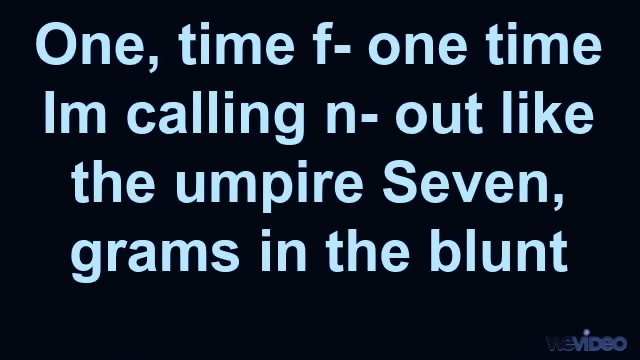 One, time f- one time
Im calling n- out like
the umpire Seven,
grams in the blunt
WeVideo